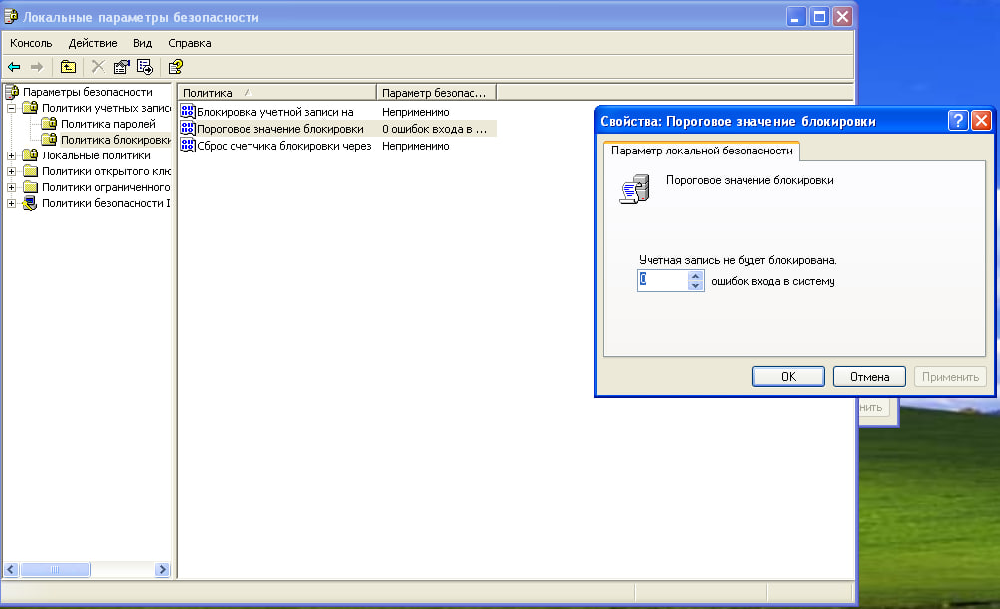 Локальные параметры безопасности
Консоль Действие Вид Справка
Параметры безопасности
Политики учетных запис
Политика паролей
Политика блокировки
Локальные политики
Политики открытого клю
Политики ограниченного
Политики безопасности I
Политика Параметр безопас...
Блокировка учетной записи на Неприменимо
Пороговое значение блокировки 0 ошибок входа в ...
Сброс счетчика блокировки через Неприменимо
Свойства: Пороговое значение блокировки
Параметр локальной безопасности
Пороговое значение блокировки
Учетная запись не будет блокирована.
0 ошибок входа в систему
ОК Отмена Применить
нить